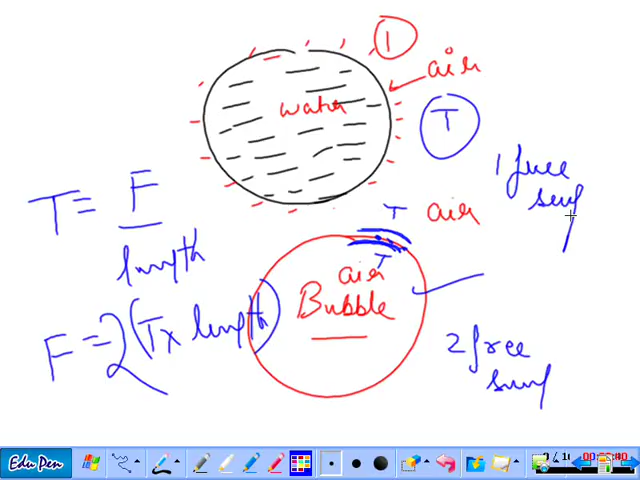 1
air
water
T
1 free
surf
T = F
length
T air
T
air
Bubble
F = 2(T x length)
2 free
surf
Edu Pen